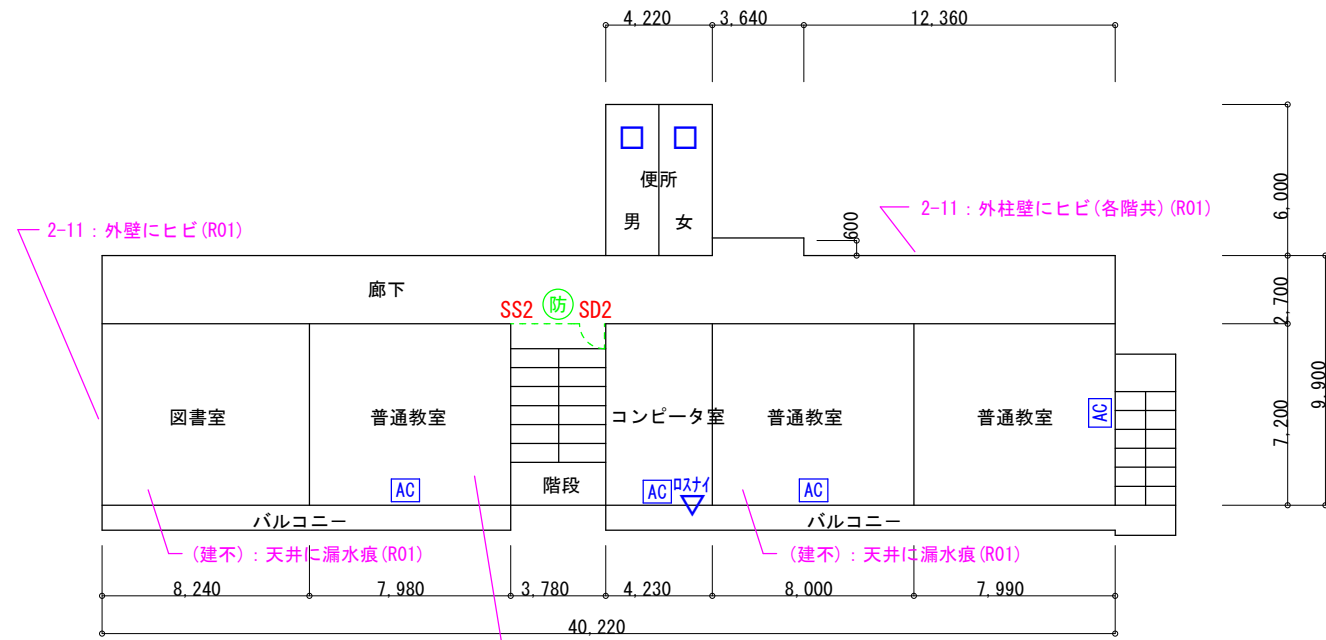 4,220
3,640
12,360
6,000
便所
男
女
2-11：外壁にヒビ(R01)
2-11：外柱壁にヒビ(各階共)(R01)
600
廊下
SS2
防
SD2
2,700
9,900
図書室
普通教室
コンピータ室
普通教室
普通教室
AC
7,200
AC
階段
AC
ロスナイ
AC
バルコニー
バルコニー
(建不)：天井に漏水痕(R01)
(建不)：天井に漏水痕(R01)
8,240
7,980
3,780
4,230
8,000
7,990
40,220